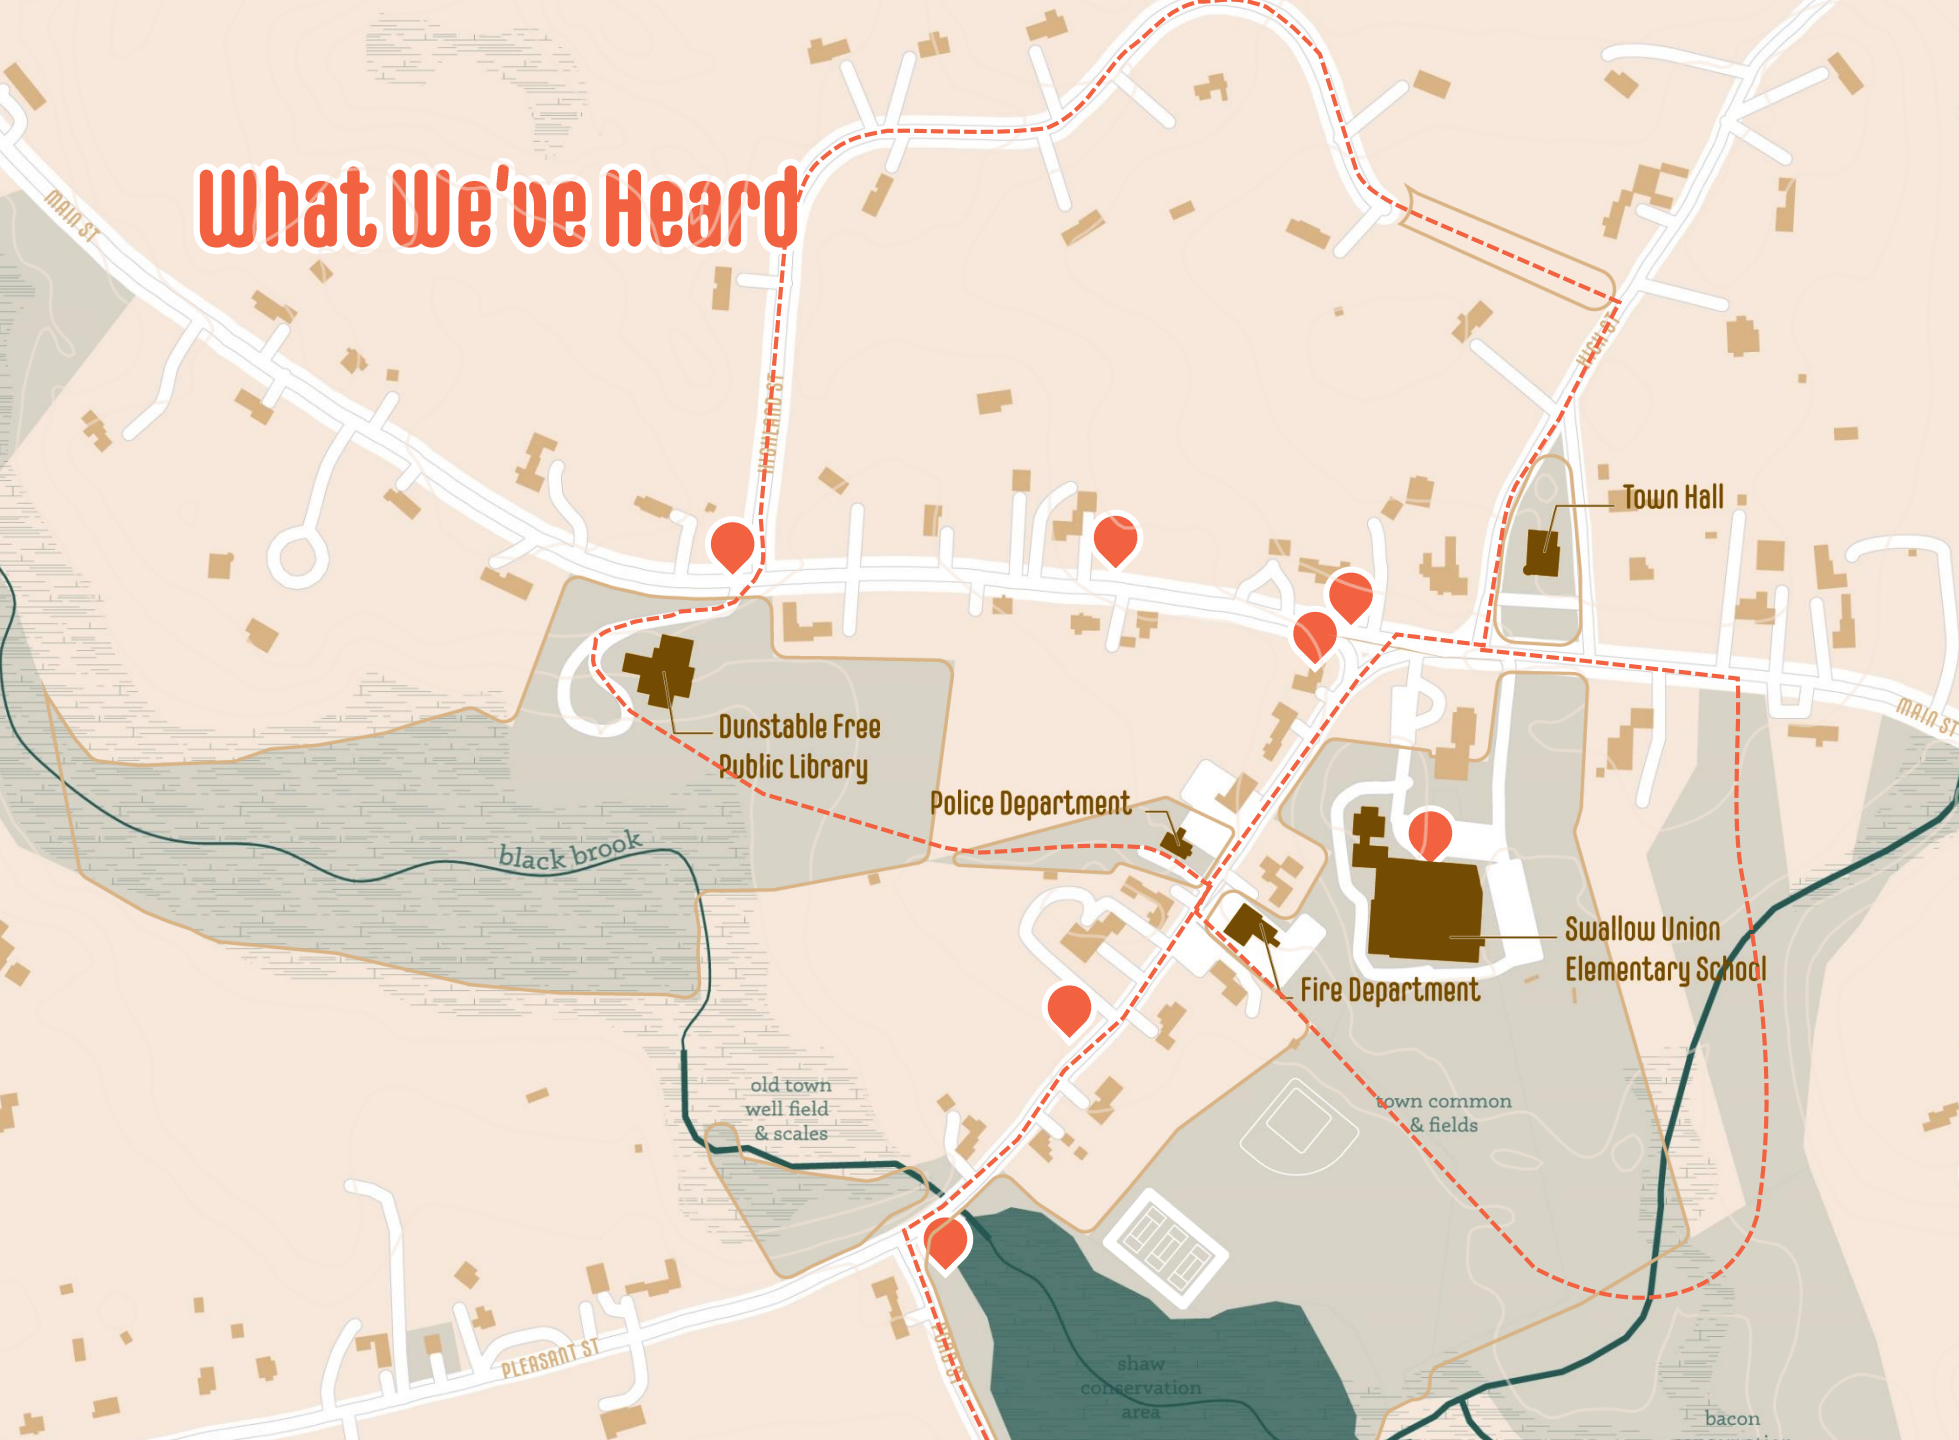 What We've Heard
MAIN ST
HIGH ST
HIGHLAND ST
Town Hall
MAIN ST
Dunstable Free
Public Library
Police Department
black brook
Swallow Union
Elementary School
Fire Department
old town
well field
& scales
town common
& fields
PLEASANT ST
POND ST
shaw
conservation
area
bacon